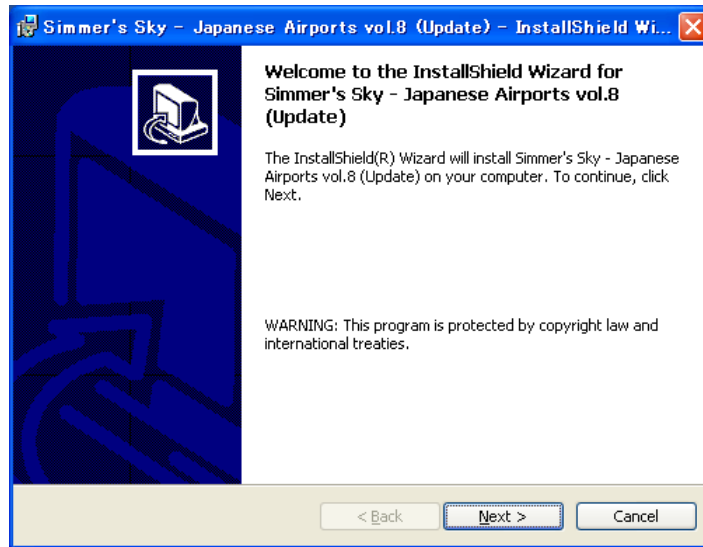 Simmer's Sky - Japanese Airports vol.8 (Update) - InstallShield Wi...
Welcome to the InstallShield Wizard for
Simmer's Sky - Japanese Airports vol.8
(Update)
The InstallShield(R) Wizard will install Simmer's Sky - Japanese
Airports vol.8 (Update) on your computer. To continue, click
Next.
WARNING: This program is protected by copyright law and
international treaties.
< Back Next > Cancel